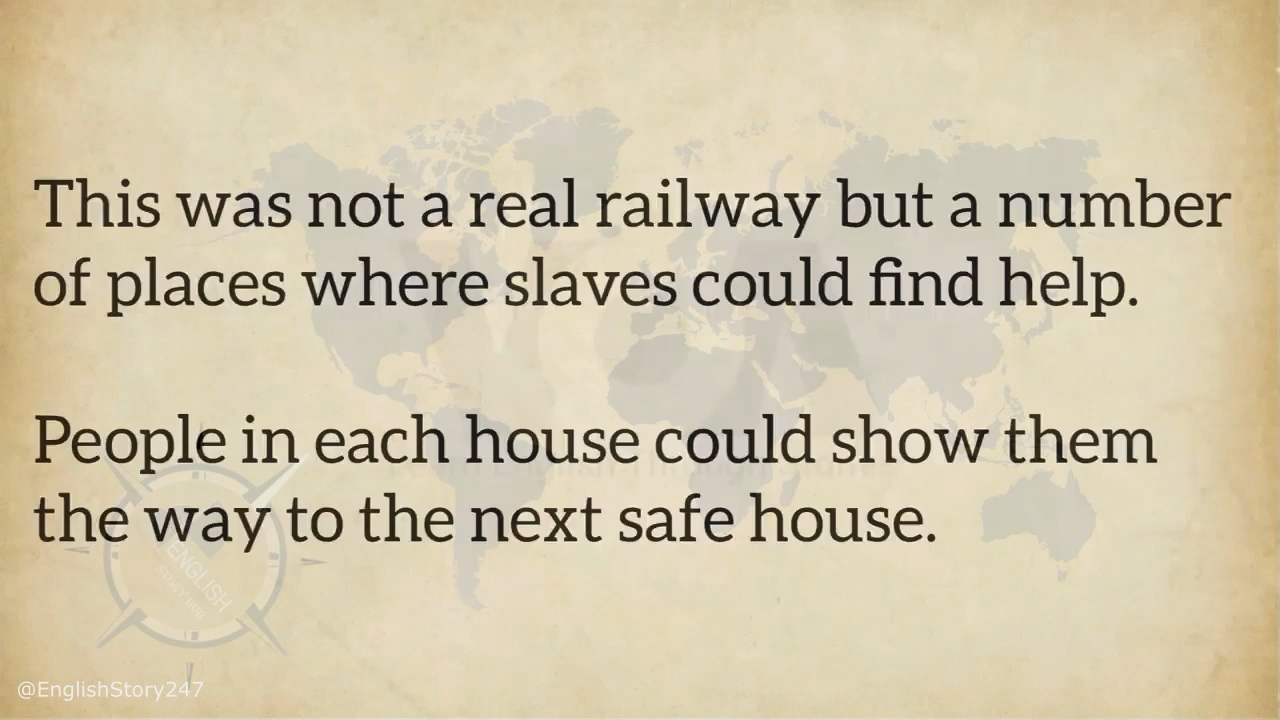 This was not a real railway but a number
of places where slaves could find help.
People in each house could show them
the way to the next safe house.
ENGLISH
@EnglishStory247